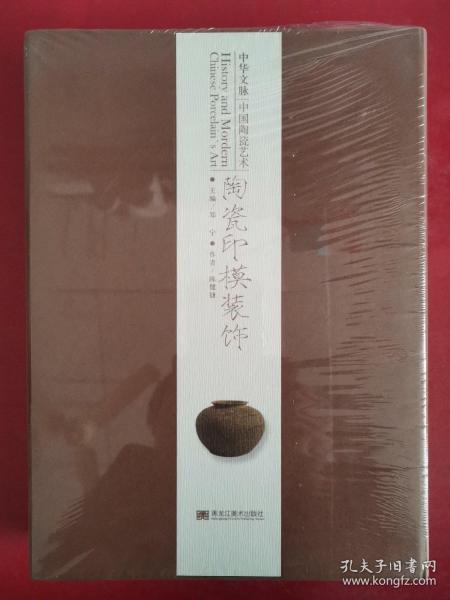 中华文脉 中国陶瓷艺术
History and Mordern
Chinese Porcelain's Art
陶瓷印模装饰
主编/郑 宁 作者/陈健捷
黑龙江美术出版社
孔夫子旧书网
www.kongfz.com